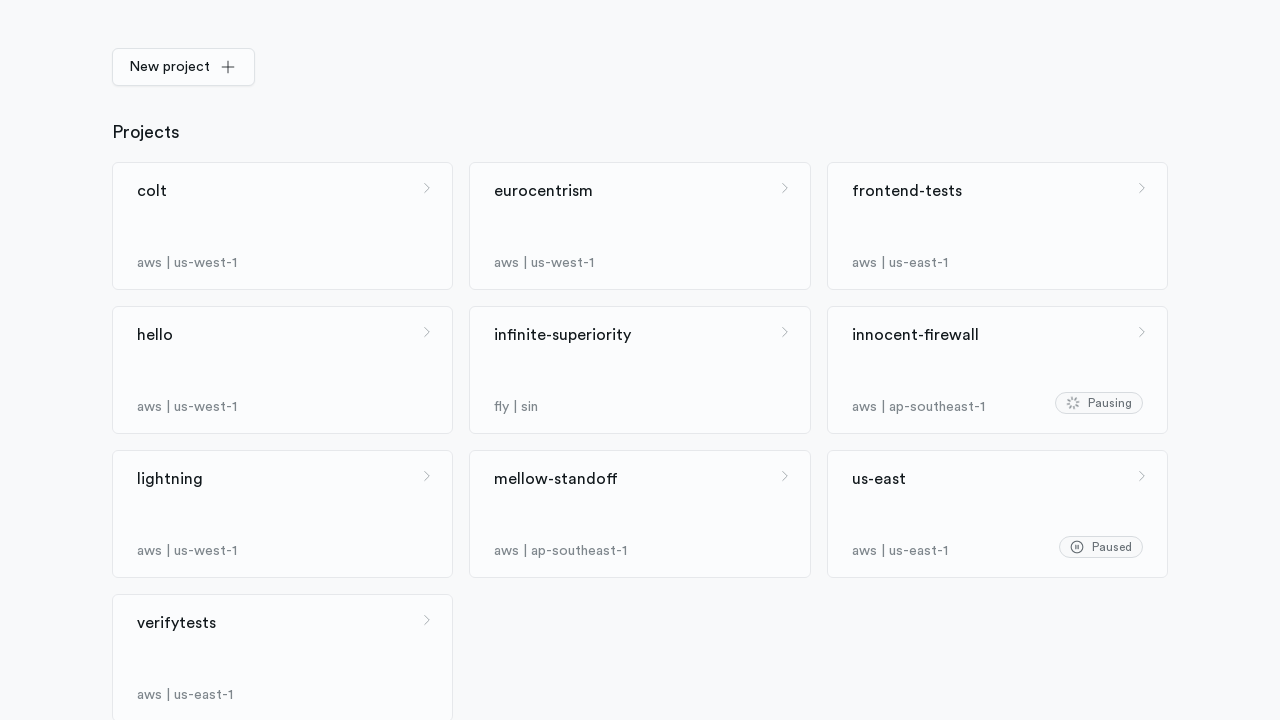 New project
Projects
colt
aws | us-west-1
eurocentrism
aws | us-west-1
frontend-tests
aws | us-east-1
hello
aws | us-west-1
infinite-superiority
fly | sin
innocent-firewall
aws | ap-southeast-1
Pausing
lightning
aws | us-west-1
mellow-standoff
aws | ap-southeast-1
us-east
aws | us-east-1
Paused
verifytests
aws | us-east-1